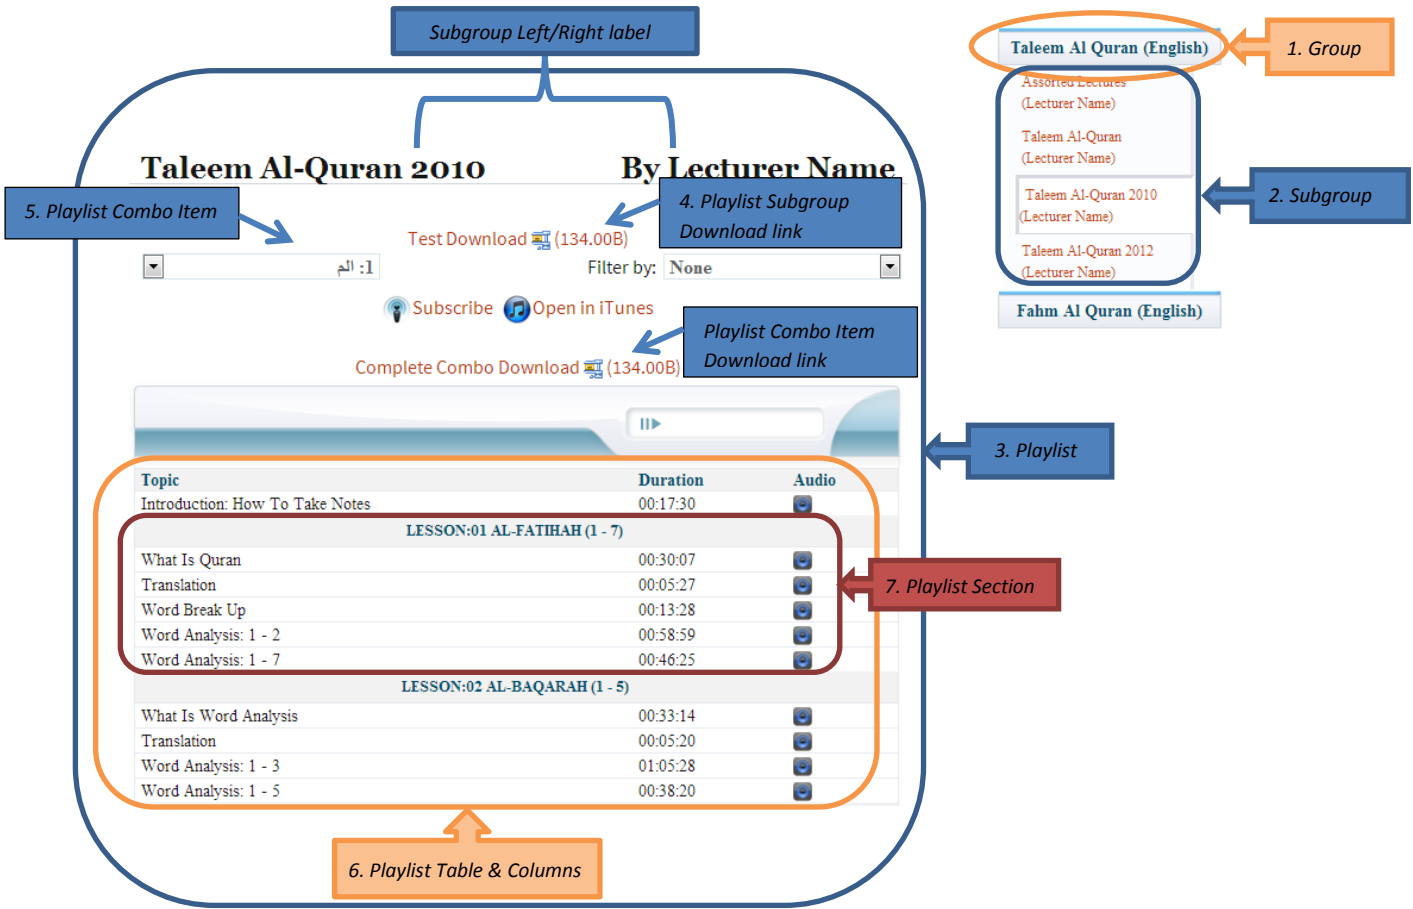 Subgroup Left/Right label
Taleem Al Quran (English)
1. Group
Assorted Lectures
(Lecturer Name)
Taleem Al-Quran
(Lecturer Name)
Taleem Al-Quran 2010
(Lecturer Name)
2. Subgroup
Taleem Al-Quran 2012
(Lecturer Name)
Fahm Al Quran (English)
Taleem Al-Quran 2010 By Lecturer Name
5. Playlist Combo Item
4. Playlist Subgroup
Download link
Test Download (134.00B)
1: الم
Filter by: None
Subscribe Open in iTunes
Playlist Combo Item
Download link
Complete Combo Download (134.00B)
3. Playlist
Topic Duration Audio
Introduction: How To Take Notes 00:17:30
LESSON:01 AL-FATIHAH (1 - 7)
What Is Quran 00:30:07
Translation 00:05:27
7. Playlist Section
Word Break Up 00:13:28
Word Analysis: 1 - 2 00:58:59
Word Analysis: 1 - 7 00:46:25
LESSON:02 AL-BAQARAH (1 - 5)
What Is Word Analysis 00:33:14
Translation 00:05:20
Word Analysis: 1 - 3 01:05:28
Word Analysis: 1 - 5 00:38:20
6. Playlist Table & Columns